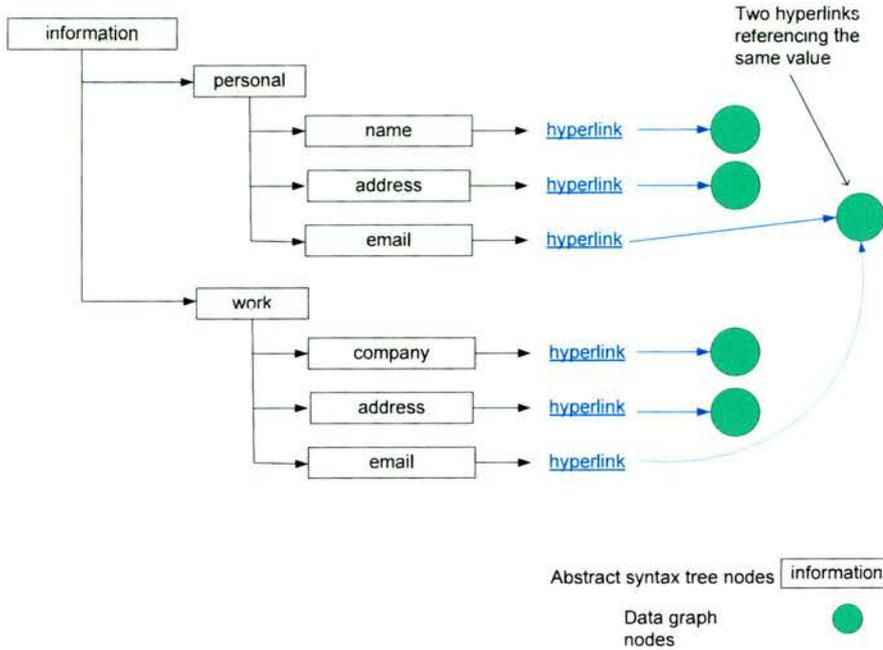 information
Two hyperlinks
referencing the
same value
personal
name
hyperlink
address
hyperlink
email
hyperlink
work
company
hyperlink
address
hyperlink
email
hyperlink
Abstract syntax tree nodes
information
Data graph
nodes